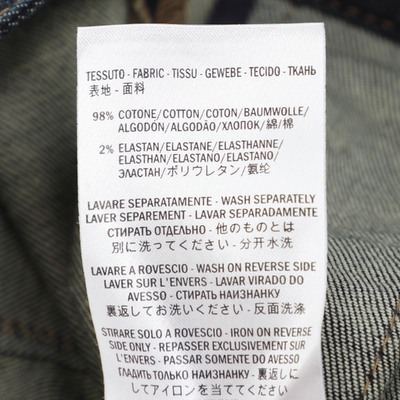 TESSUTO - FABRIC - TISSU - GEWEBE - TECIDO - ТКАНЬ
表地 - 面料
98% COTONE/COTTON/COTON/BAUMWOLLE/
ALGODÓN/ALGODÃO/ХЛОПОК/綿/棉
2% ELASTAN/ELASTANE/ELASTHANNE/
ELASTHAN/ELASTANO/ELASTANO/
ЭЛАСТАН/ポリウレタン/氨纶
LAVARE SEPARATAMENTE - WASH SEPARATELY
LAVER SEPAREMENT - LAVAR SEPARADAMENTE
СТИРАТЬ ОТДЕЛЬНО - 他のものとは
別に洗ってください - 分开水洗
LAVARE A ROVESCIO - WASH ON REVERSE SIDE
LAVER SUR L'ENVERS - LAVAR VIRADO DO
AVESSO - СТИРАТЬ НАИЗНАНКУ
裏返してお洗いください - 反面洗涤
STIRARE SOLO A ROVESCIO - IRON ON REVERSE
SIDE ONLY - REPASSER EXCLUSIVEMENT SUR
L'ENVERS - PASSAR SOMENTE DO AVESSO
ГЛАДИТЬ ТОЛЬКО НАИЗНАНКУ - 裏返しに
してアイロンを当ててください